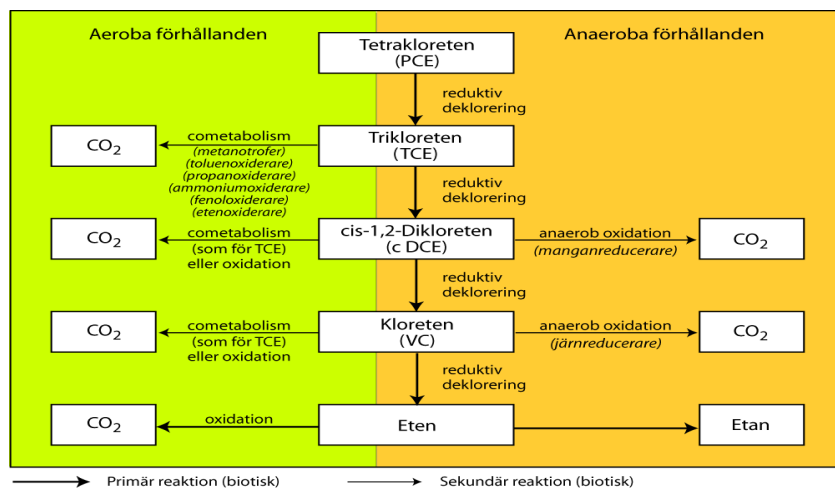 Aeroba förhållanden
Anaeroba förhållanden
Tetrakloreten
(PCE)
reduktiv
deklorering
CO2
cometabolism
(metanotrofer)
(toluenoxiderare)
(propanoxiderare)
(ammoniumoxiderare)
(fenoloxiderare)
(etenoxiderare)
Trikloreten
(TCE)
reduktiv
deklorering
CO2
cometabolism
(som för TCE)
eller oxidation
cis-1,2-Dikloreten
(c DCE)
anaerob oxidation
(manganreducerare)
CO2
reduktiv
deklorering
CO2
cometabolism
(som för TCE)
eller oxidation
Kloreten
(VC)
anaerob oxidation
(järnreducerare)
CO2
reduktiv
deklorering
CO2
oxidation
Eten
Etan
Primär reaktion (biotisk)
Sekundär reaktion (biotisk)